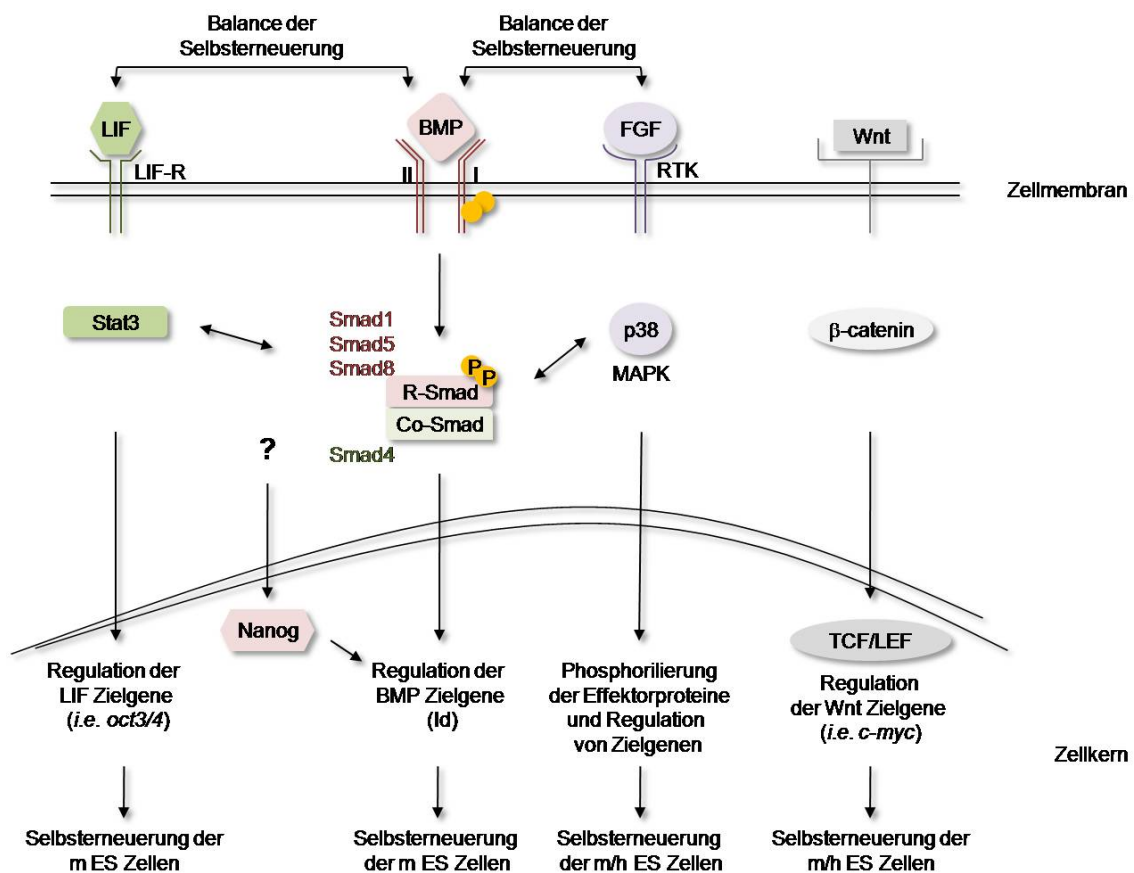 Balance der
Selbsterneuerung
Balance der
Selbsterneuerung
LIF
BMP
FGF
Wnt
LIF-R
II
I
RTK
Zellmembran
Stat3
Smad1
Smad5
Smad8
P
P
R-Smad
Co-Smad
Smad4
p38
MAPK
β-catenin
?
Nanog
TCF/LEF
Regulation der
LIF Zielgene
(i.e. oct3/4)
Regulation der
BMP Zielgene
(Id)
Phosphorilierung
der Effektorproteine
und Regulation
von Zielgenen
Regulation
der Wnt Zielgene
(i.e. c-myc)
Zellkern
Selbsterneuerung der
m ES Zellen
Selbsterneuerung
der m ES Zellen
Selbsterneuerung
der m/h ES Zellen
Selbsterneuerung der
m/h ES Zellen